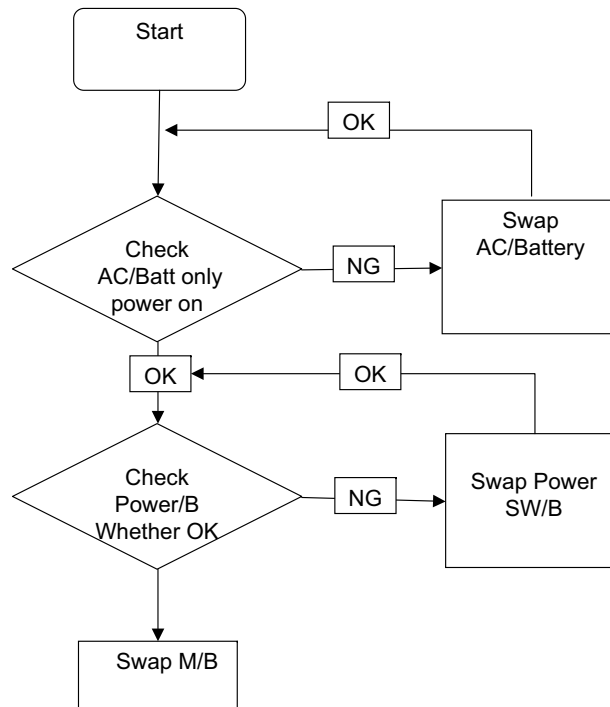 Start
OK
Swap
AC/Battery
Check
AC/Batt only
power on
NG
OK
OK
Check
Power/B
Whether OK
NG
Swap Power
SW/B
Swap M/B